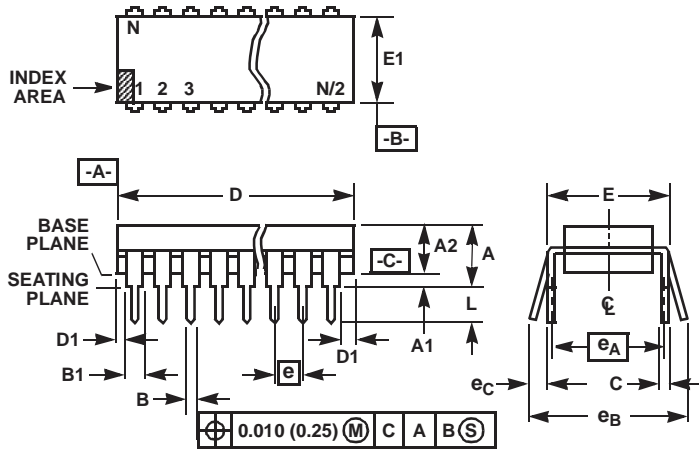 N
E1
INDEX
AREA
1 2 3 N/2
-B-
-A-
D
E
BASE
PLANE
A2
A
-C-
SEATING
PLANE
L
C
L
D1
A1
D1
B1
e
eA
eC
C
B
eB
0.010 (0.25) M C A B S